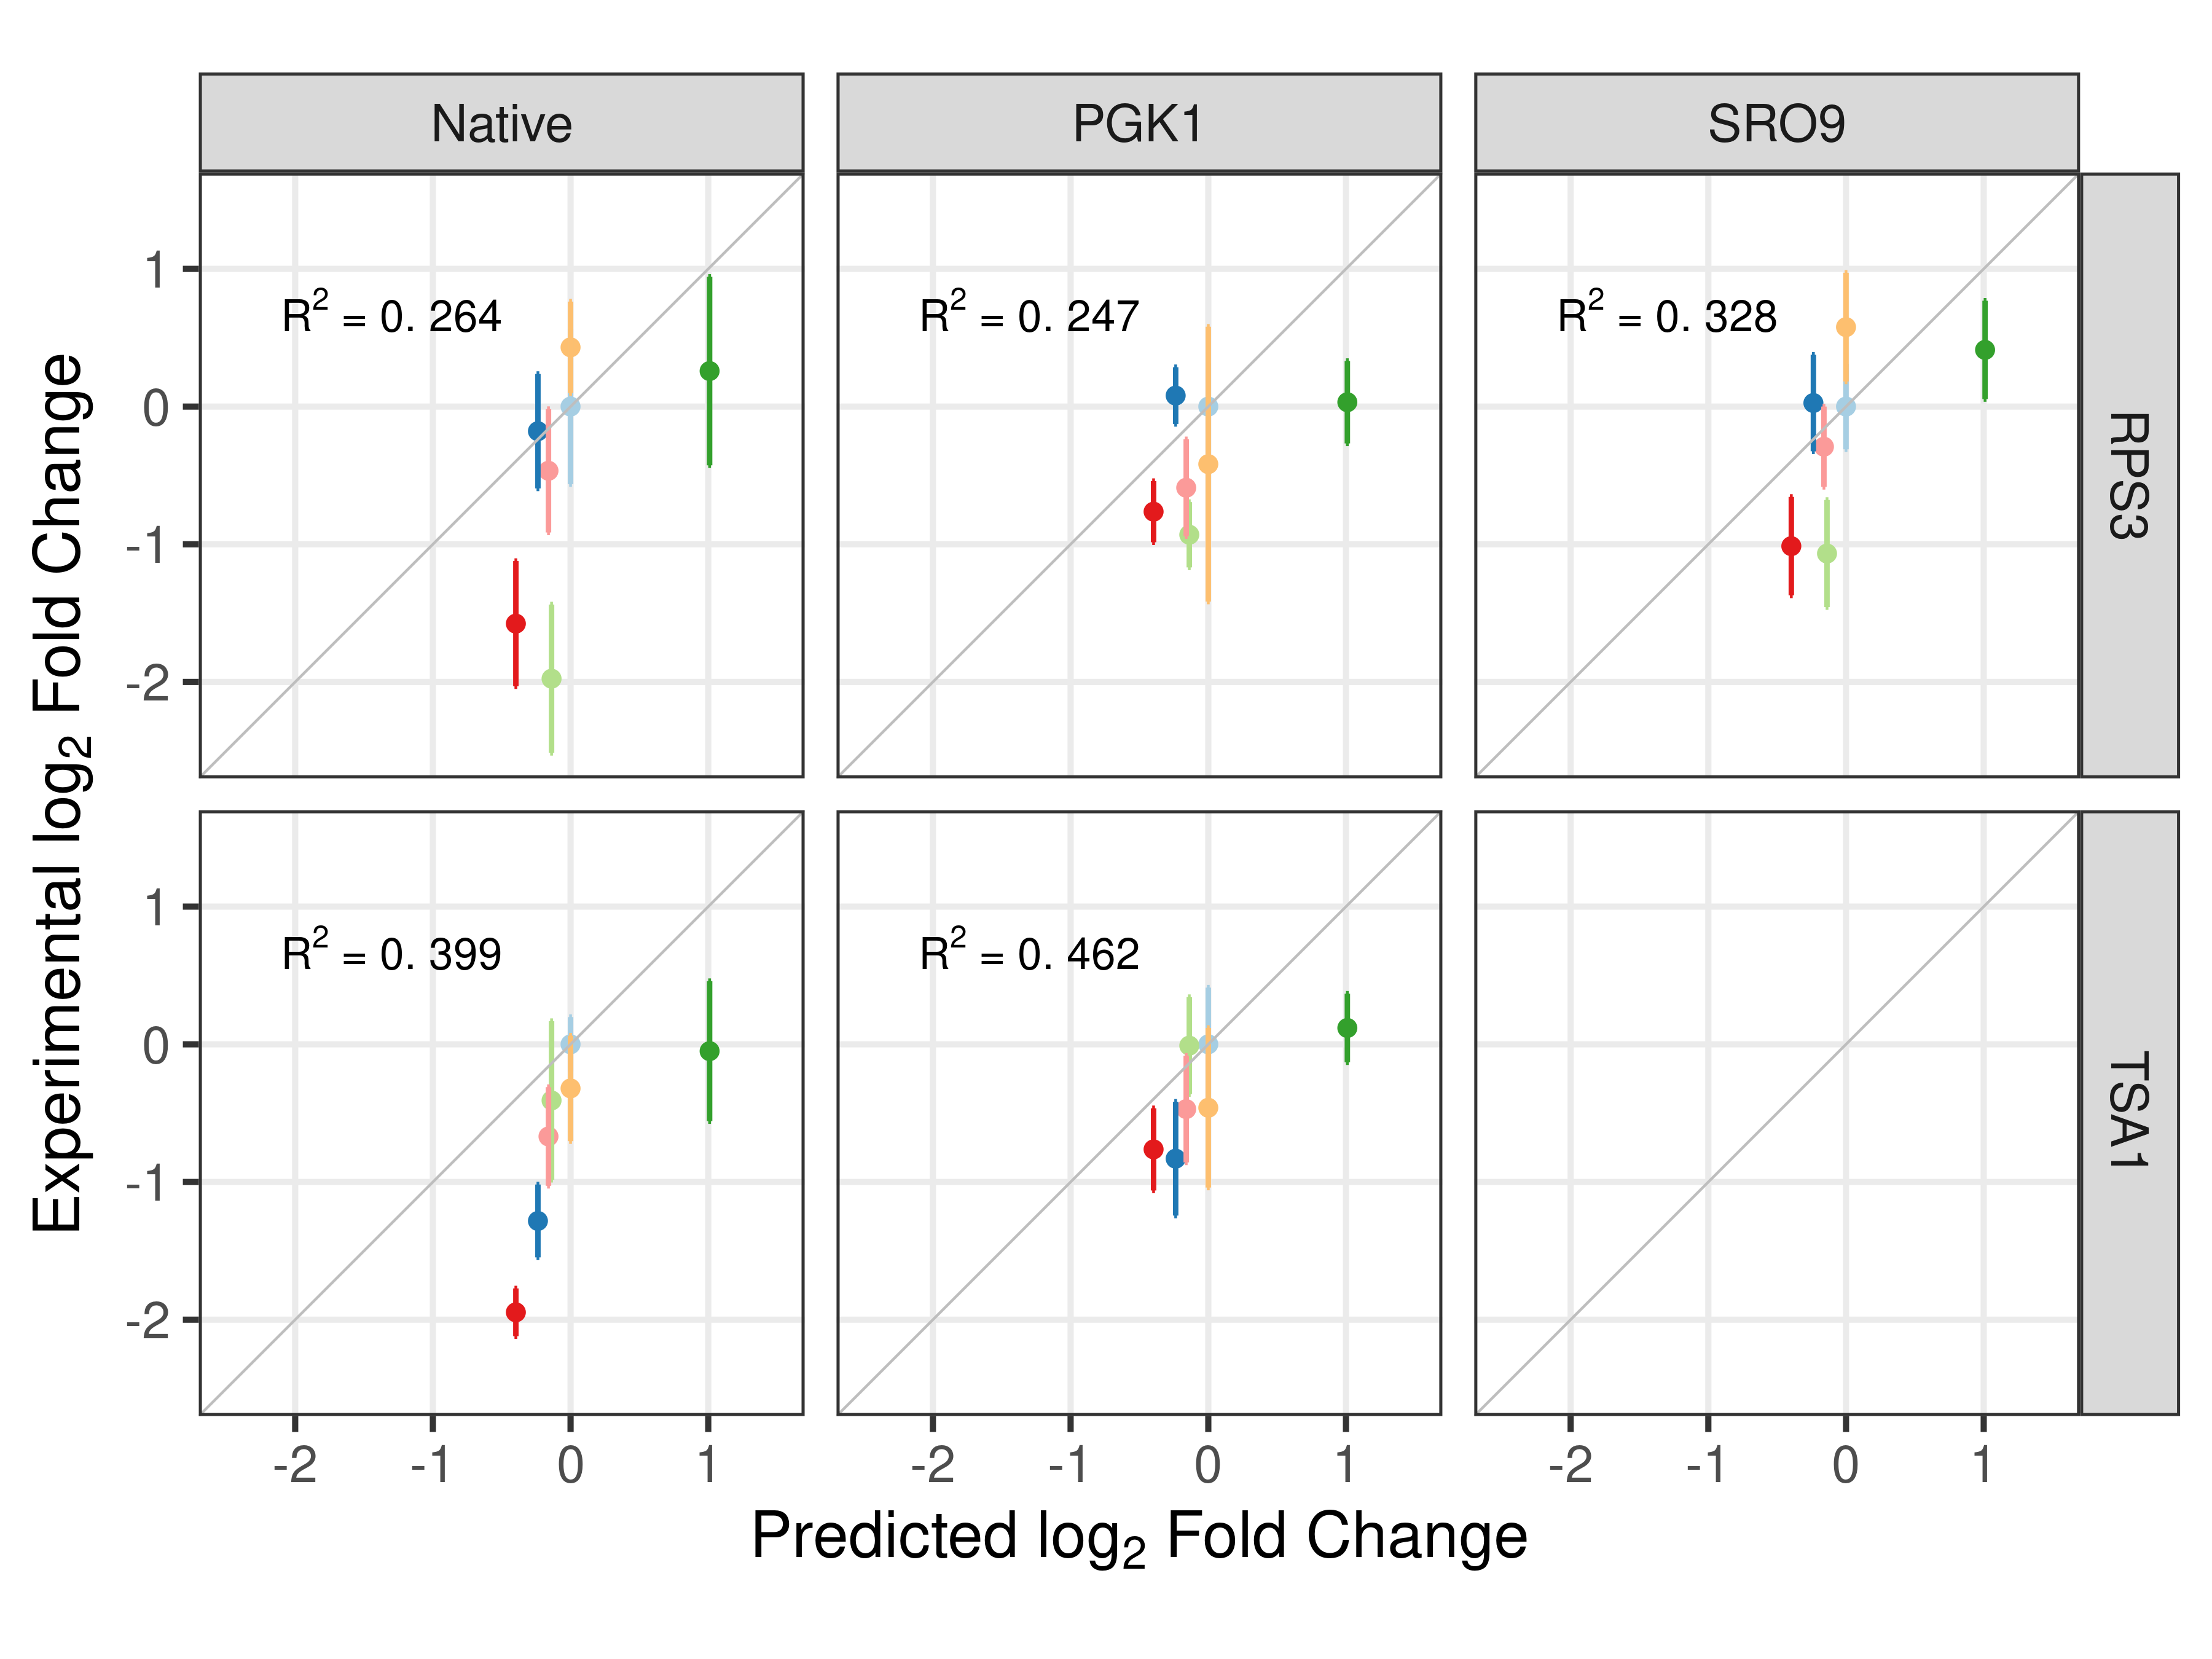 Native PGK1 SRO9
1
R² = 0. 264 R² = 0. 247 R² = 0. 328
0
-1
-2
RPS3
Experimental log₂ Fold Change
1
R² = 0. 399 R² = 0. 462
0
-1
-2
TSA1
-2 -1 0 1 -2 -1 0 1 -2 -1 0 1
Predicted log₂ Fold Change